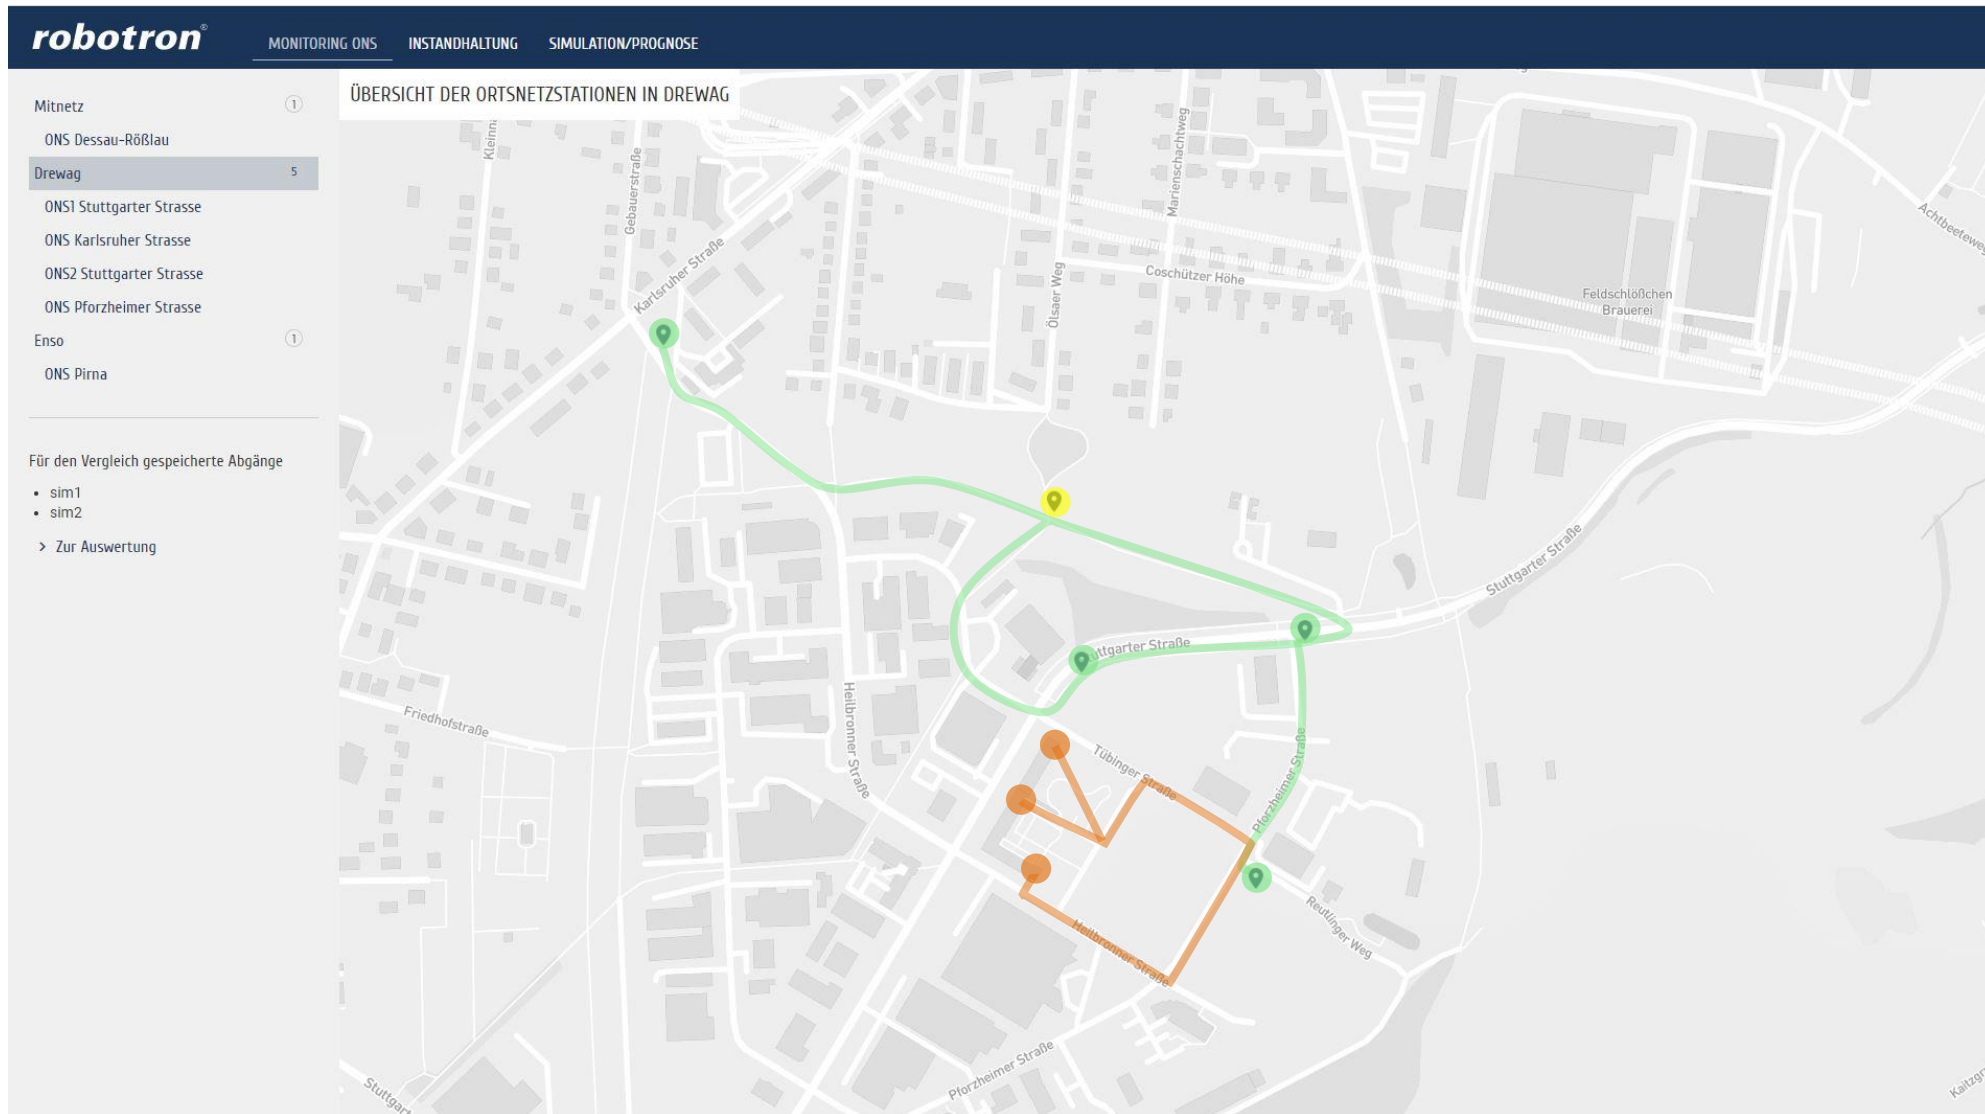 robotron®
MONITORING ONS INSTANDHALTUNG SIMULATION/PROGNOSE
Mitnetz 1
ONS Dessau-Rößlau
Drewag 5
ONS1 Stuttgarter Strasse
ONS Karlsruher Strasse
ONS2 Stuttgarter Strasse
ONS Pforzheimer Strasse
Enso 1
ONS Pirna
Für den Vergleich gespeicherte Abgänge
• sim1
• sim2
> Zur Auswertung
ÜBERSICHT DER ORTSNETZSTATIONEN IN DREWAG
Kleinna
Gebauerstraße
Marienschachtweg
Achtbeeteweg
Karlsruher Straße
Ölsaer Weg
Coschützer Höhe
Feldschlößchen
Brauerei
Stuttgarter Straße
uttgarter Straße
Friedhofstraße
Heilbronner Straße
Tübinger Straße
Pforzheimer Straße
Reutlinger Weg
Heilbronner Straße
Pforzheimer Straße
Stuttgart
Kaitzgr